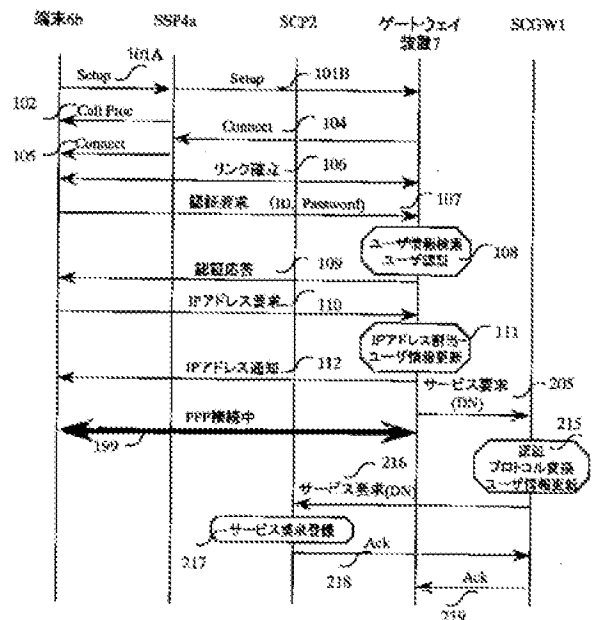 端末6b SSP4a SCP2 ゲートウェイ装置7 SCGW1
101A
Setup
Setup 101B
102 Call Proc
Connect 104
105 Connect
リンク確立 106
認証要求 (ID, Password) 107
ユーザ情報検索
ユーザ認証 108
認証応答 109
IPアドレス要求 110
IPアドレス割当
ユーザ情報更新 111
IPアドレス通知 112
サービス要求 205
(DN)
PPP接続中
199
215
認証
プロトコル変換
ユーザ情報更新
216
サービス要求(DN)
サービス要求登録
217
Ack
218
Ack
219